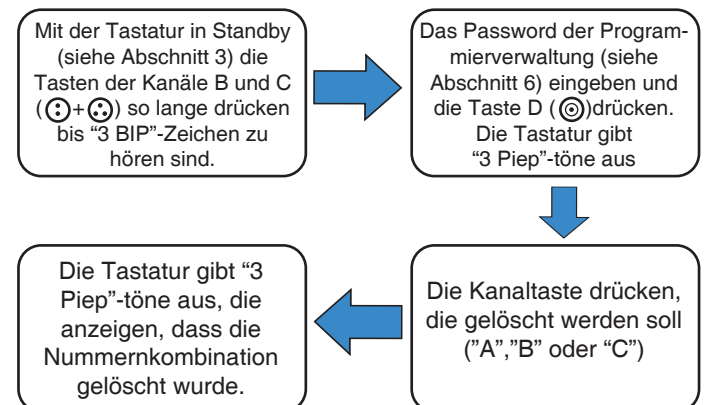 Mit der Tastatur in Standby
(siehe Abschnitt 3) die
Tasten der Kanäle B und C
(+) so lange drücken
bis “3 BIP”-Zeichen zu
hören sind.
Das Password der Program-
mierverwaltung (siehe
Abschnitt 6) eingeben und
die Taste D ()drücken.
Die Tastatur gibt
“3 Piep”-töne aus
Die Kanaltaste drücken,
die gelöscht werden soll
(”A”,”B” oder “C”)
Die Tastatur gibt “3
Piep”-töne aus, die
anzeigen, dass die
Nummernkombination
gelöscht wurde.